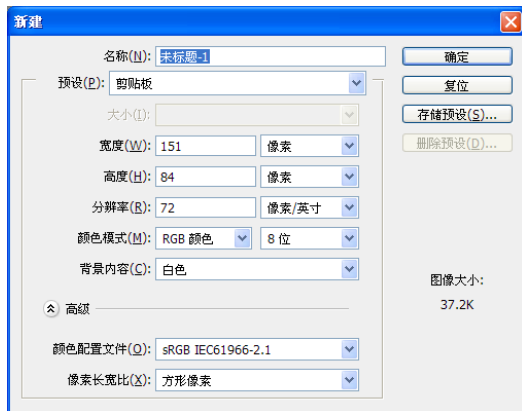 新建
名称(N): 未标题-1 确定
预设(P): 剪贴板 复位
大小(I): 存储预设(S)...
宽度(W): 151 像素 删除预设(D)...
高度(H): 84 像素
分辨率(R): 72 像素/英寸
颜色模式(M): RGB 颜色 8 位
背景内容(C): 白色 图像大小:
高级 37.2K
颜色配置文件(O): sRGB IEC61966-2.1
像素长宽比(X): 方形像素